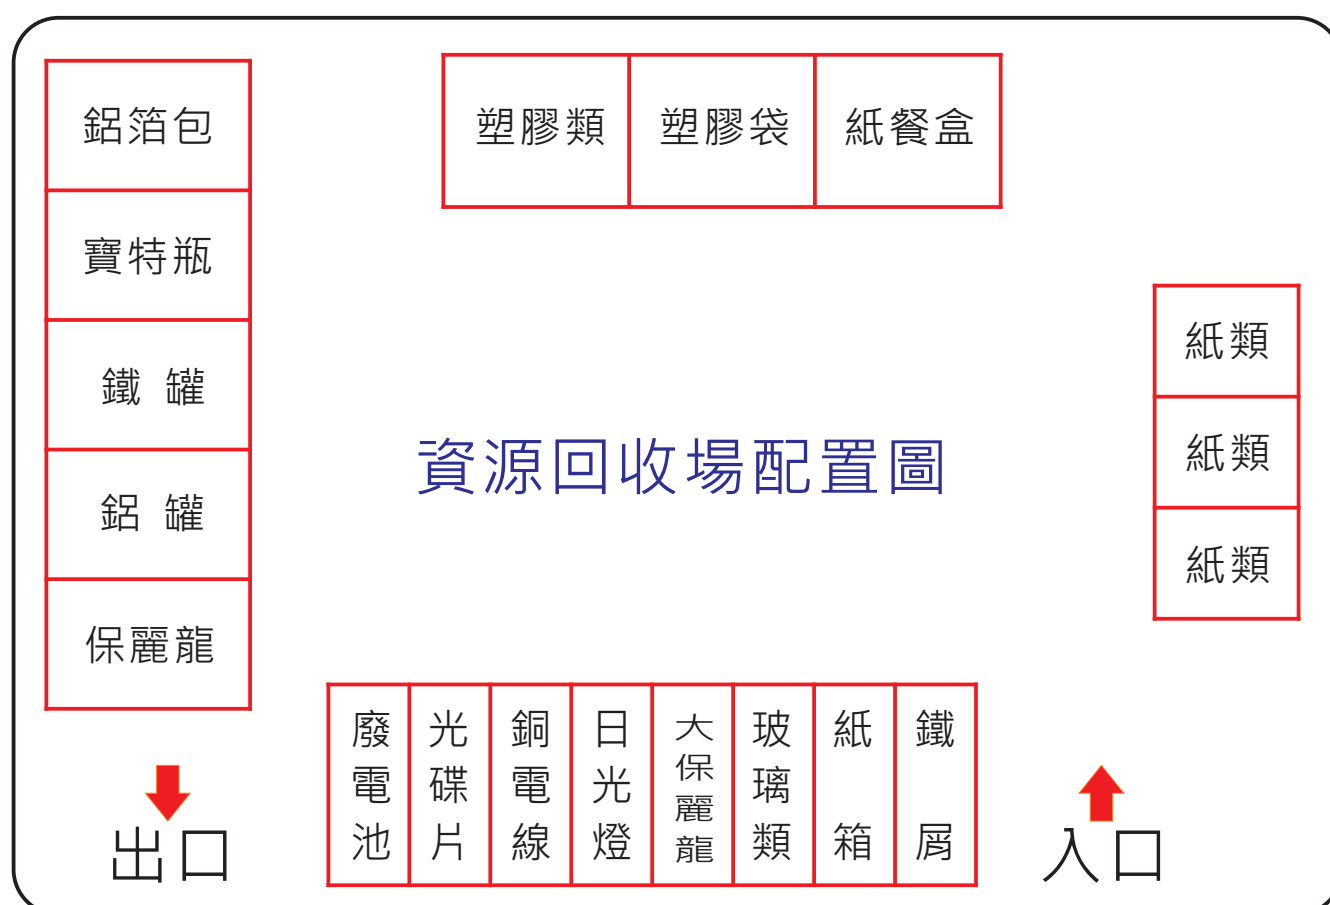 鋁箔包
塑膠類
塑膠袋
紙餐盒
寶特瓶
鐵 罐
鋁 罐
保麗龍
紙類
紙類
紙類
資源回收場配置圖
廢電池
光碟片
銅電線
日光燈
大保麗龍
玻璃類
紙箱
鐵屑
出口
入口